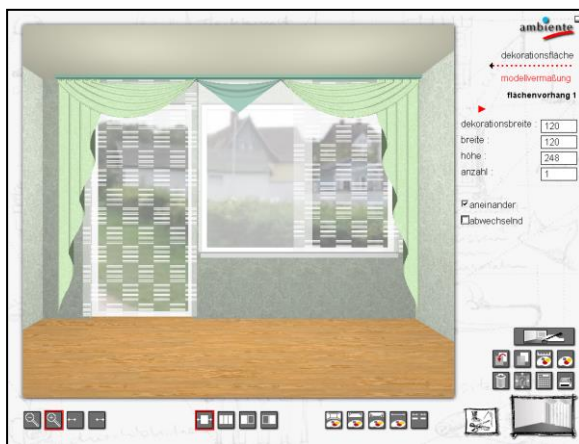 ambiente
dekorationsfläche
modellvermaßung
flächenvorhang 1
dekorationsbreite : 120
breite : 120
höhe : 248
anzahl : 1
aneinander
abwechselnd